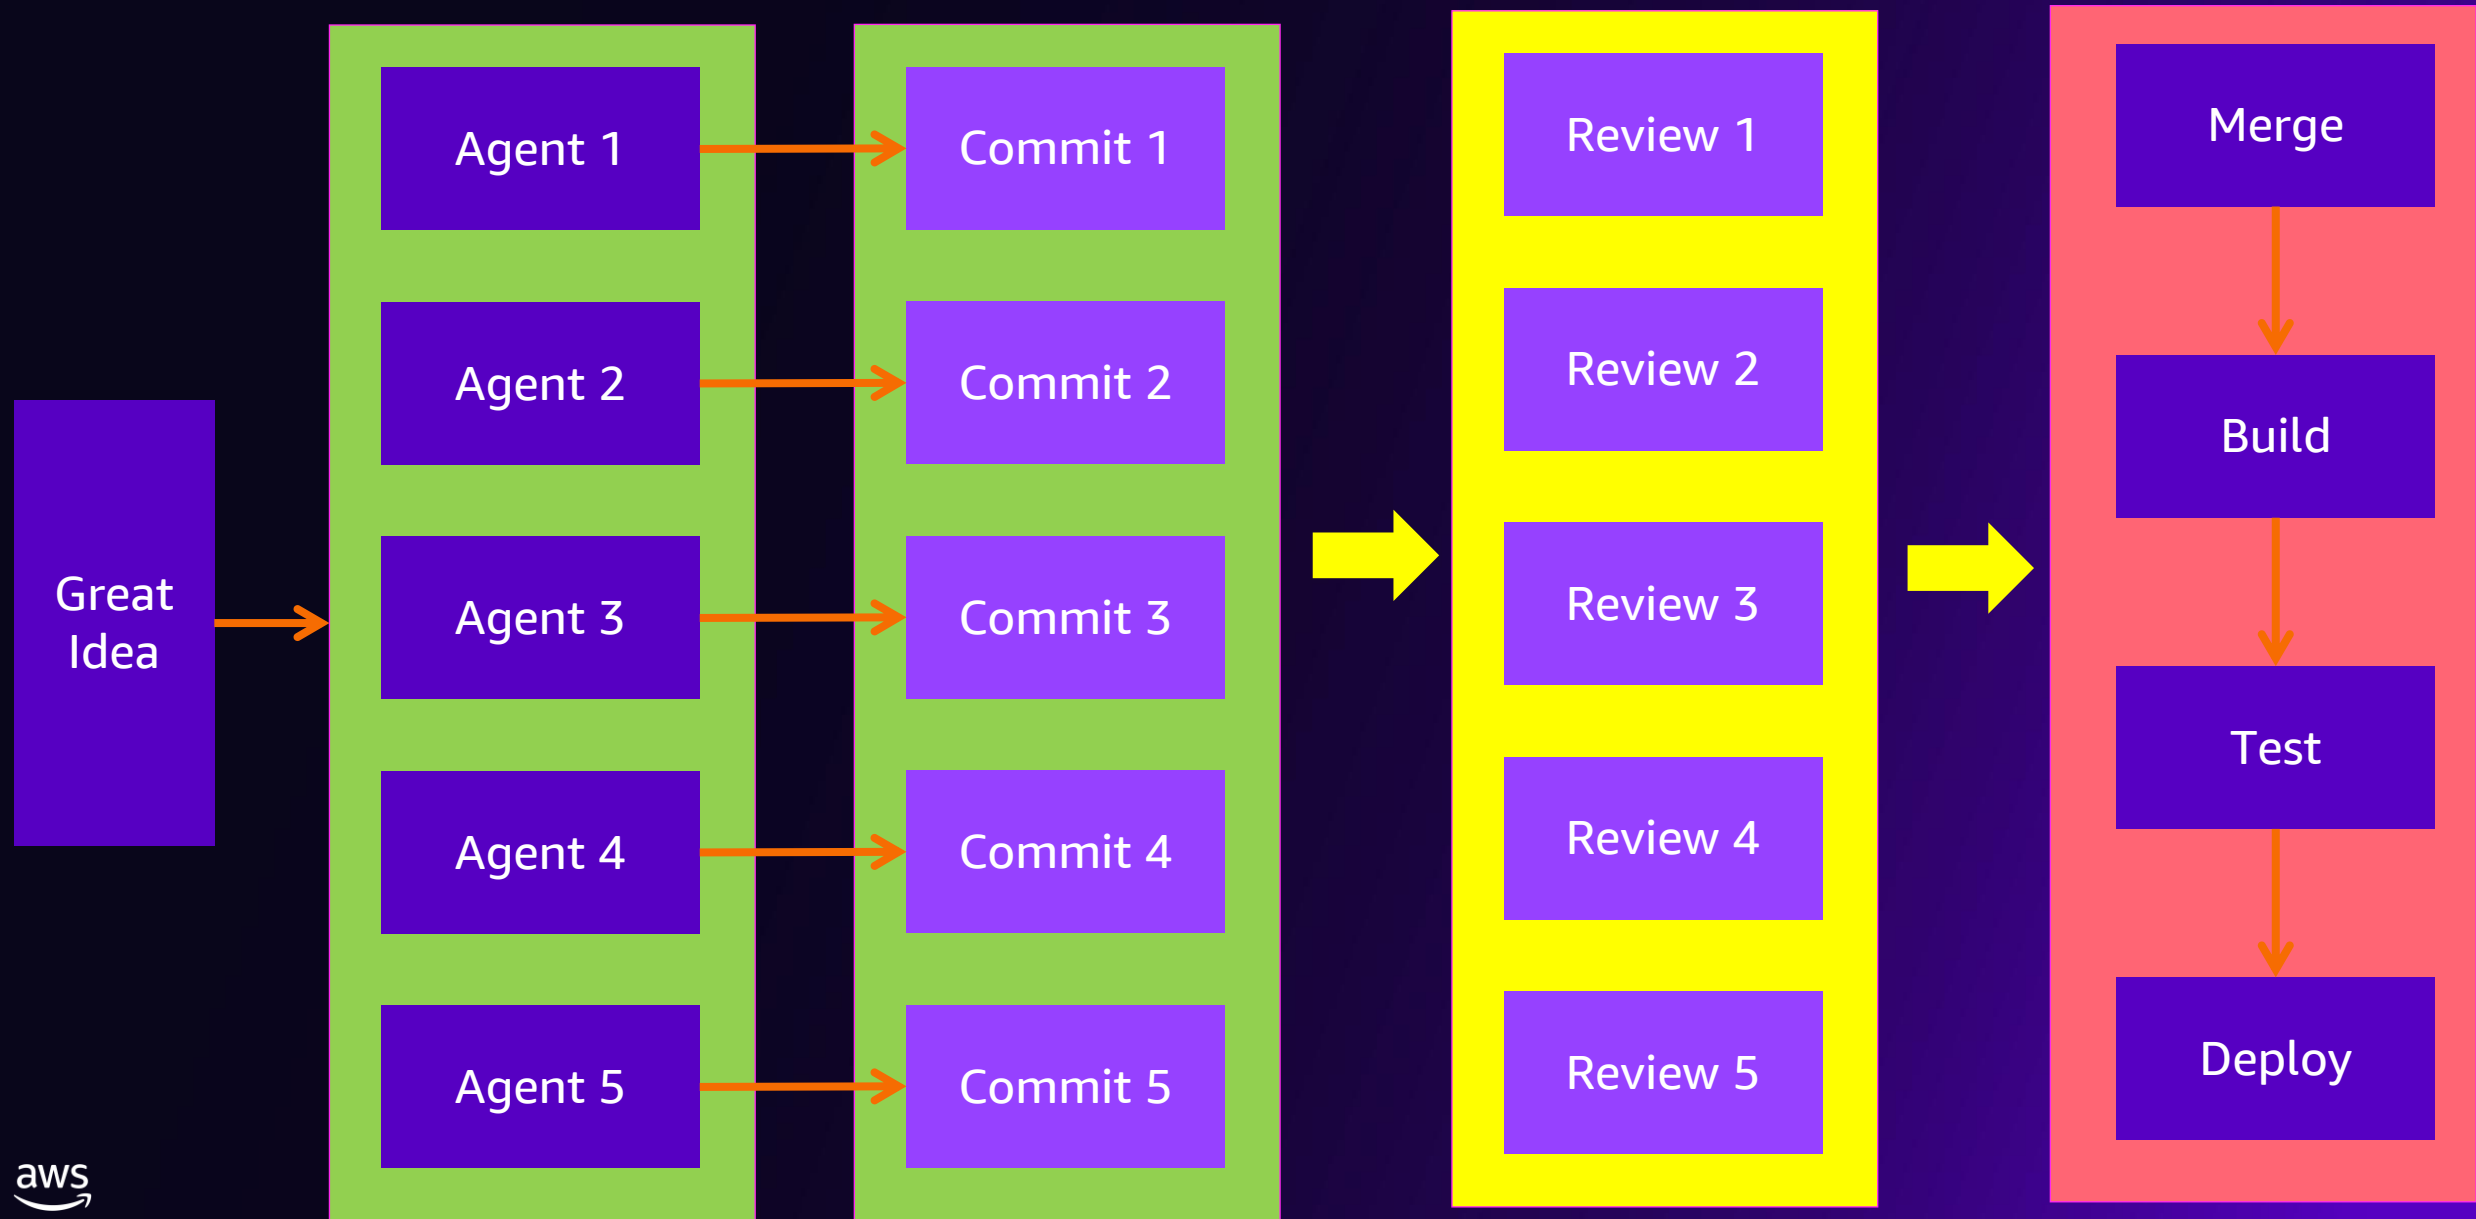 Great
Idea
Agent 1
Agent 2
Agent 3
Agent 4
Agent 5
Commit 1
Commit 2
Commit 3
Commit 4
Commit 5
Review 1
Review 2
Review 3
Review 4
Review 5
Merge
Build
Test
Deploy
aws